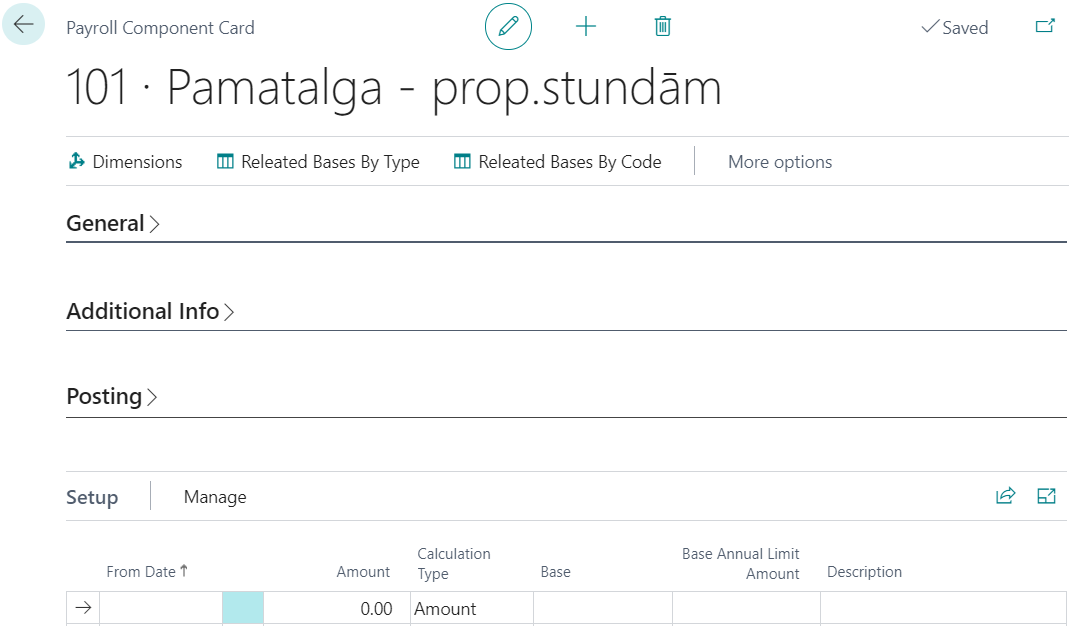 Payroll Component Card
Saved
101 · Pamatalga - prop.stundām
Dimensions
Releated Bases By Type
Releated Bases By Code
More options
General
Additional Info
Posting
Setup
Manage
From Date
Amount
Calculation
Type
Base
Base Annual Limit
Amount
Description
0.00
Amount